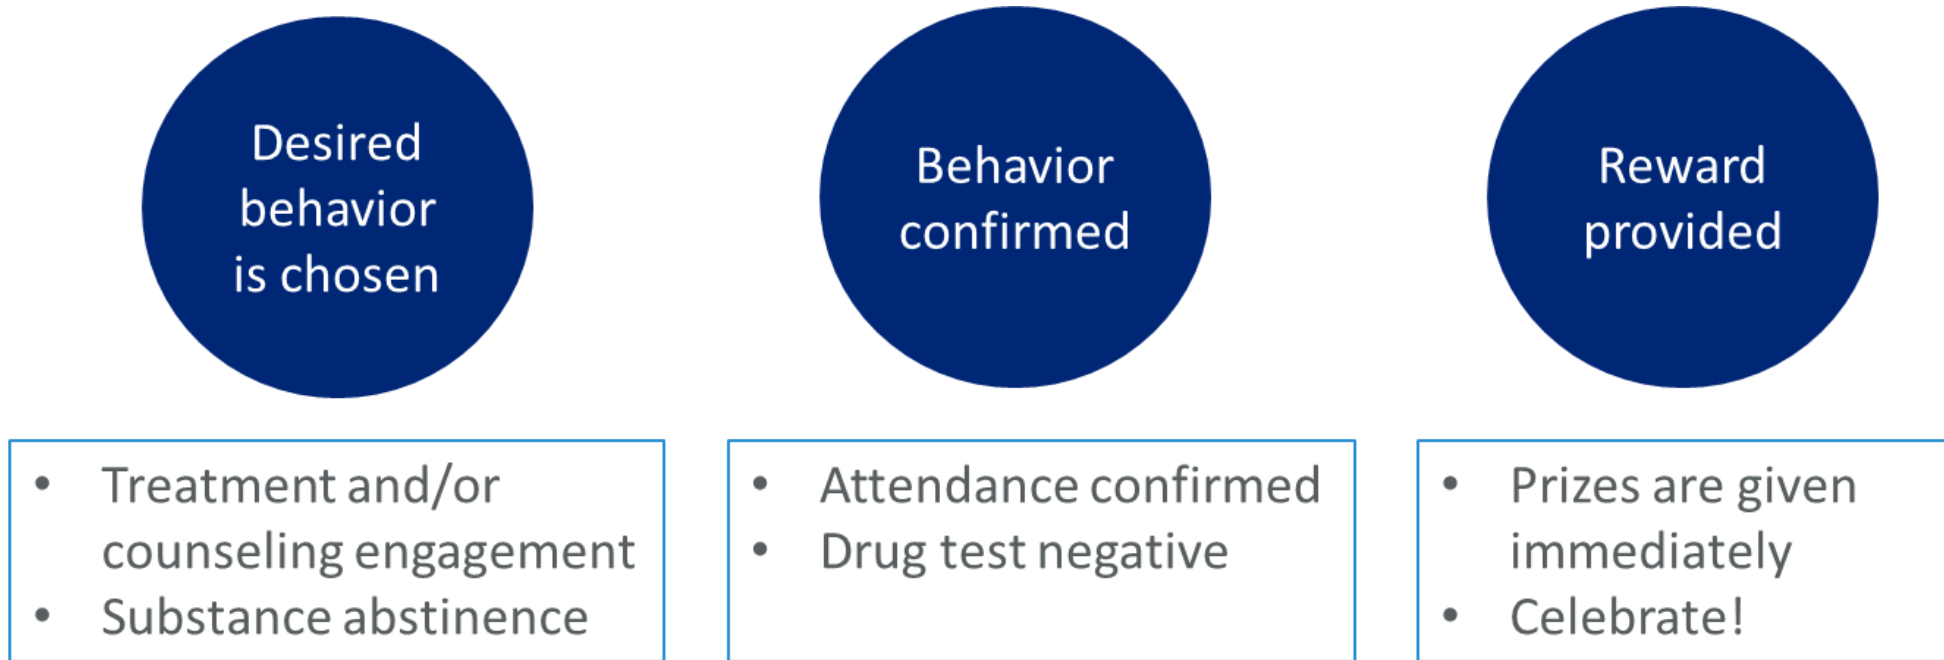 Desired
behavior
is chosen
Behavior
confirmed
Reward
provided
• Treatment and/or
counseling engagement
• Substance abstinence
• Attendance confirmed
• Drug test negative
• Prizes are given
immediately
• Celebrate!